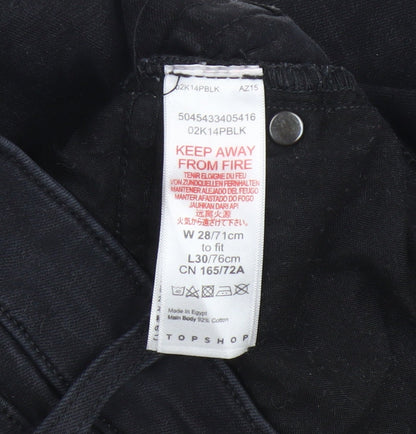 02K14PBLK AZ15
5045433405416
02K14PBLK
KEEP AWAY
FROM FIRE
TENIR ELOIGNE DU FEU
VON ZUNDQUELLEN FERNHALTEN
MANTENER ALEJADO DEL FUEGO
MANTER AFASTADO DO FOGO
JAUHKAN DARI API
远离火源
火気から遠ざけて下さい
W 28/71cm
to fit
L30/76cm
CN 165/72A
Made In Egypt
Main Body 92% Cotton
TOPSHOP